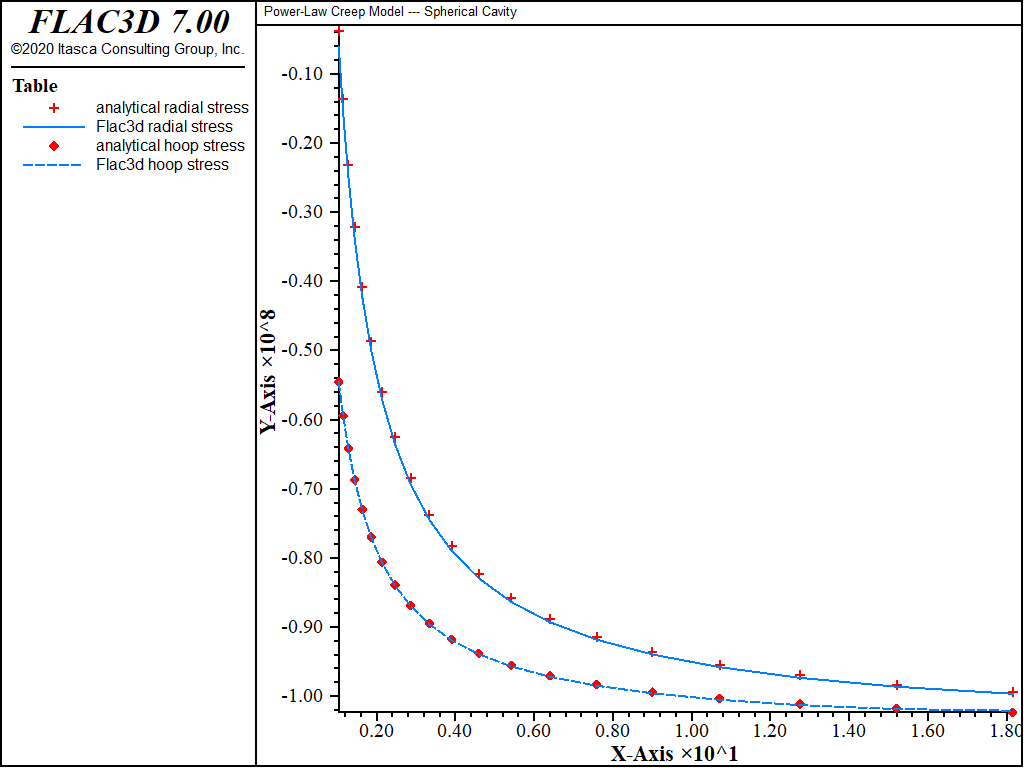 FLAC3D 7.00
©2020 Itasca Consulting Group, Inc.
Table
analytical radial stress
Flac3d radial stress
analytical hoop stress
Flac3d hoop stress
Power-Law Creep Model --- Spherical Cavity
-0.10
-0.20
-0.30
-0.40
-0.50
-0.60
-0.70
-0.80
-0.90
-1.00
Y-Axis ×10^8
0.20 0.40 0.60 0.80 1.00 1.20 1.40 1.60 1.80
X-Axis ×10^1